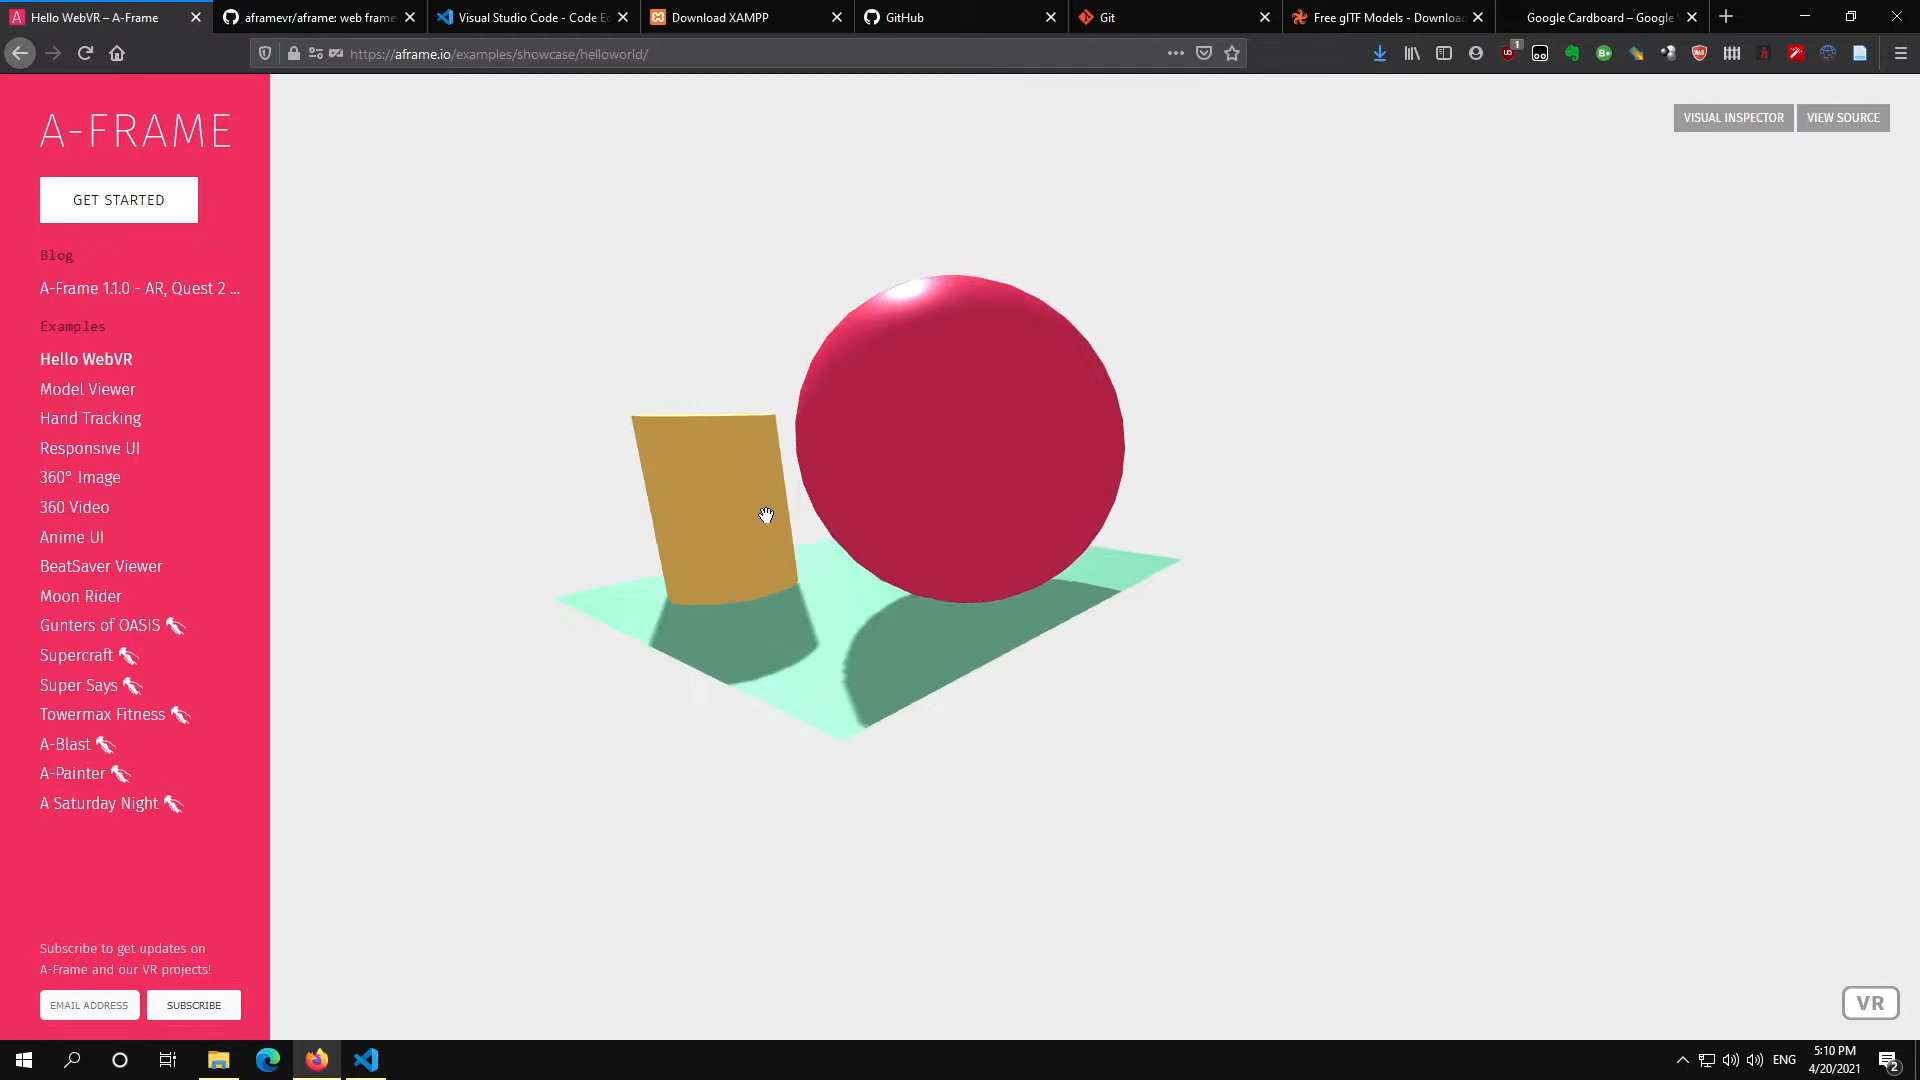 Hello WebVR – A-Frame
aframevr/aframe: web frame
Visual Studio Code - Code Ed
Download XAMPP
GitHub
Git
Free glTF Models - Download
Google Cardboard – Google
https://aframe.io/examples/showcase/helloworld/
1
A-FRAME
GET STARTED
Blog
A-Frame 1.1.0 - AR, Quest 2 ...
Examples
Hello WebVR
Model Viewer
Hand Tracking
Responsive UI
360° Image
360 Video
Anime UI
BeatSaver Viewer
Moon Rider
Gunters of OASIS
Supercraft
Super Says
Towermax Fitness
A-Blast
A-Painter
A Saturday Night
Subscribe to get updates on
A-Frame and our VR projects!
EMAIL ADDRESS
SUBSCRIBE
VISUAL INSPECTOR
VIEW SOURCE
VR
ENG
5:10 PM
4/20/2021
2